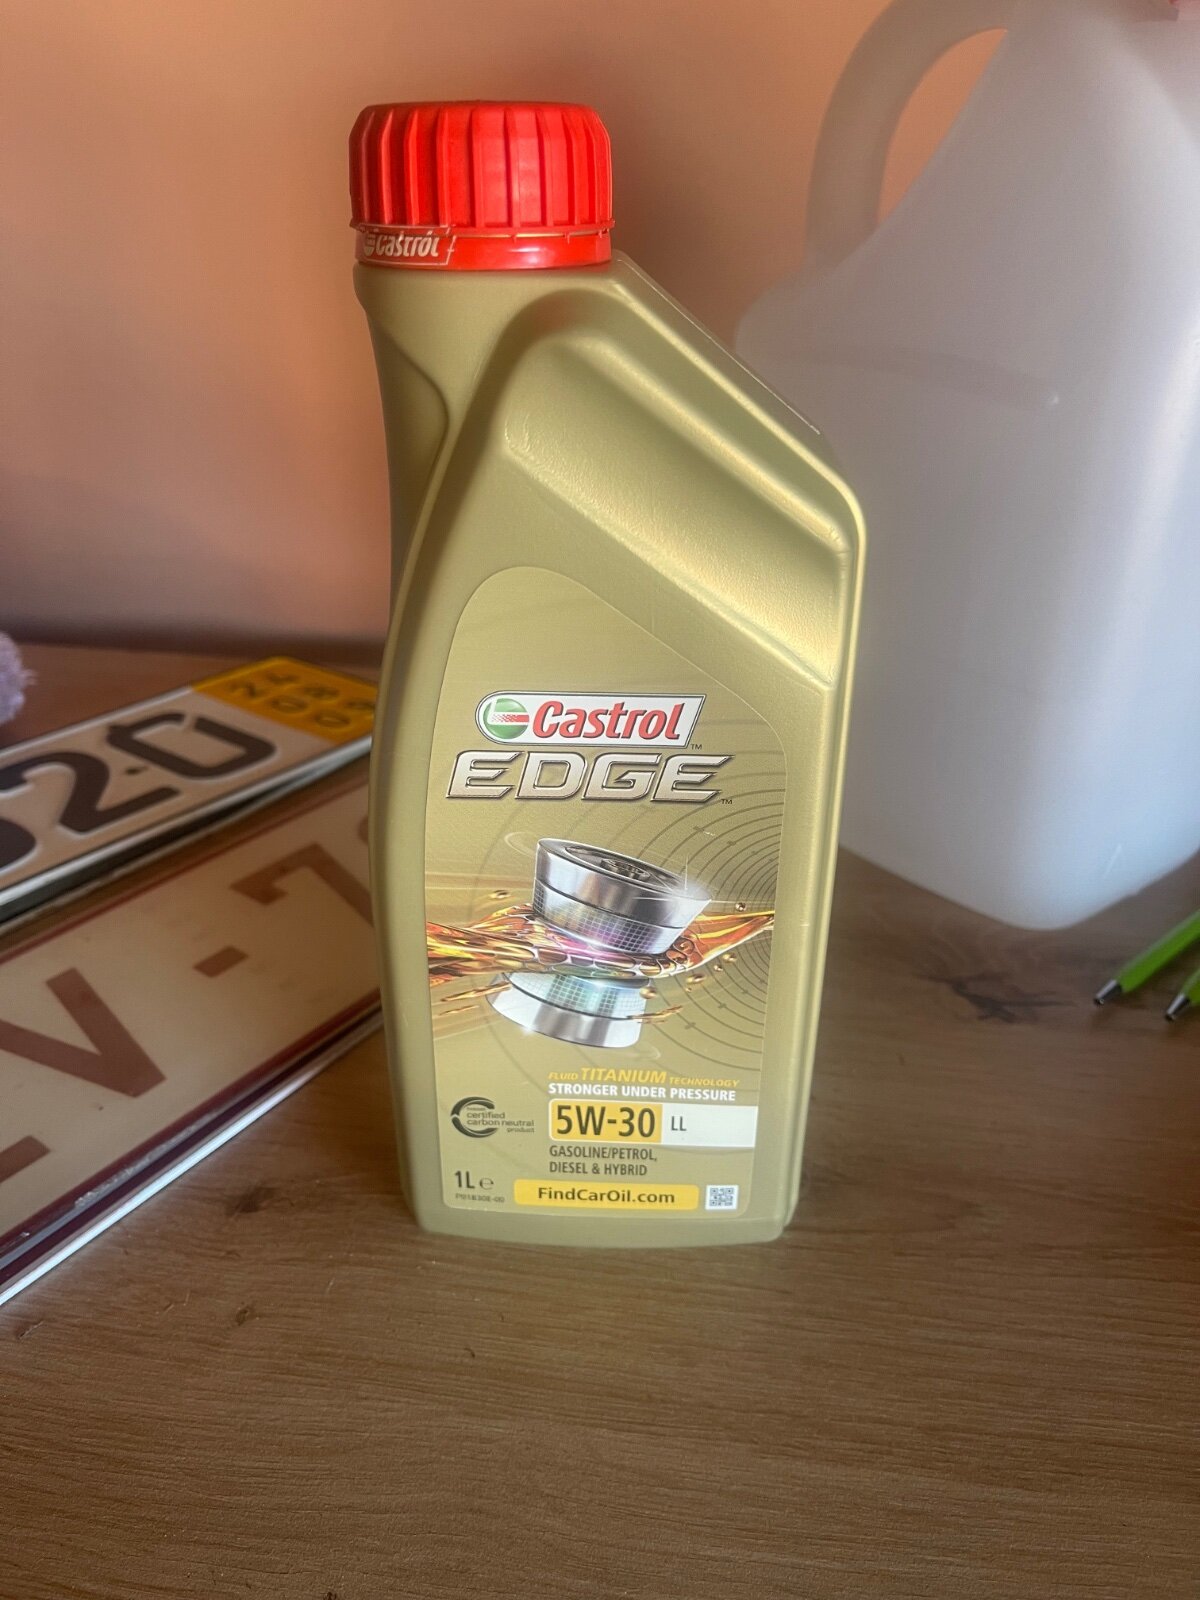 Castrol
Castrol
EDGE
FLUID TITANIUM TECHNOLOGY
STRONGER UNDER PRESSURE
5W-30 LL
certified
carbon neutral
product
GASOLINE/PETROL,
DIESEL & HYBRID
1L e
FindCarOil.com